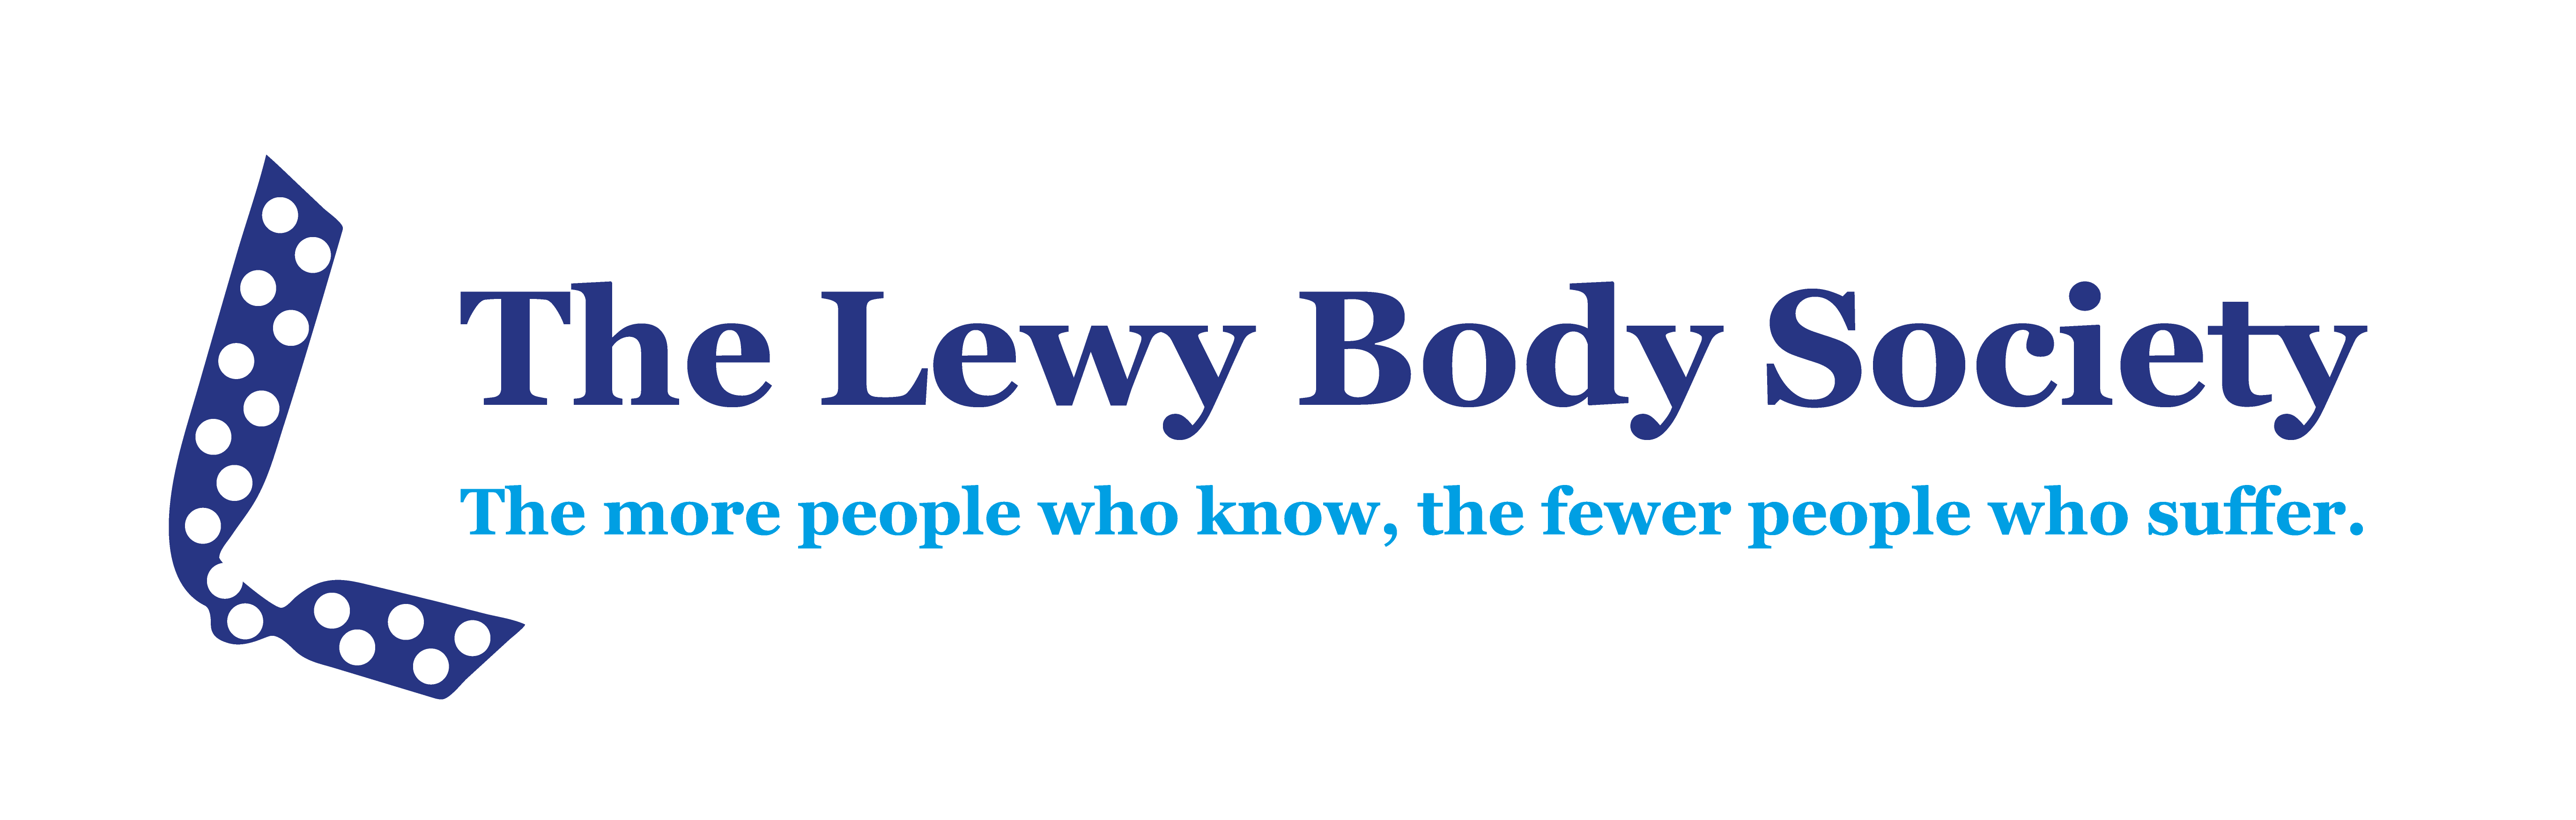 The Lewy Body Society
The more people who know, the fewer people who suffer.